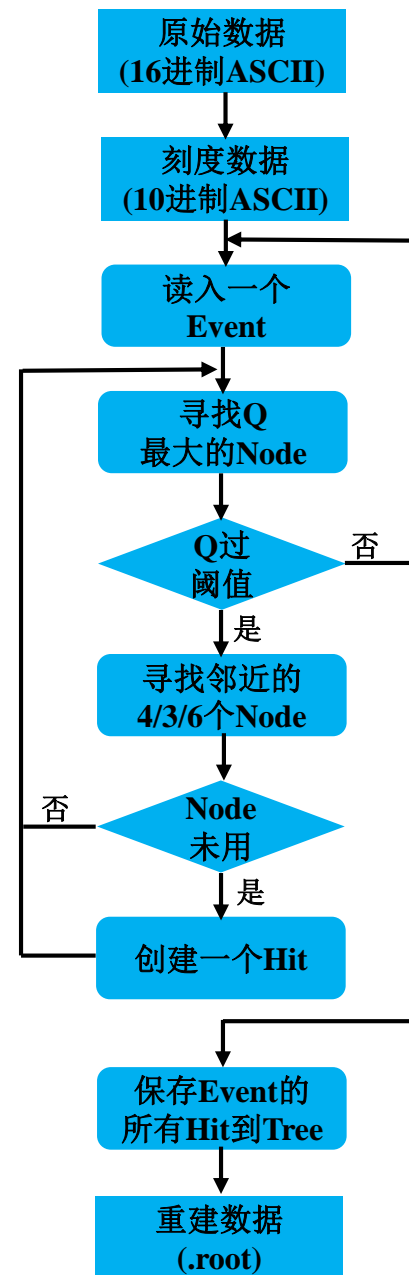 原始数据
(16进制ASCII)
刻度数据
(10进制ASCII)
读入一个
Event
寻找Q
最大的Node
Q过
阈值
否
是
寻找邻近的
4/3/6个Node
Node
未用
否
是
创建一个Hit
保存Event的
所有Hit到Tree
重建数据
(.root)